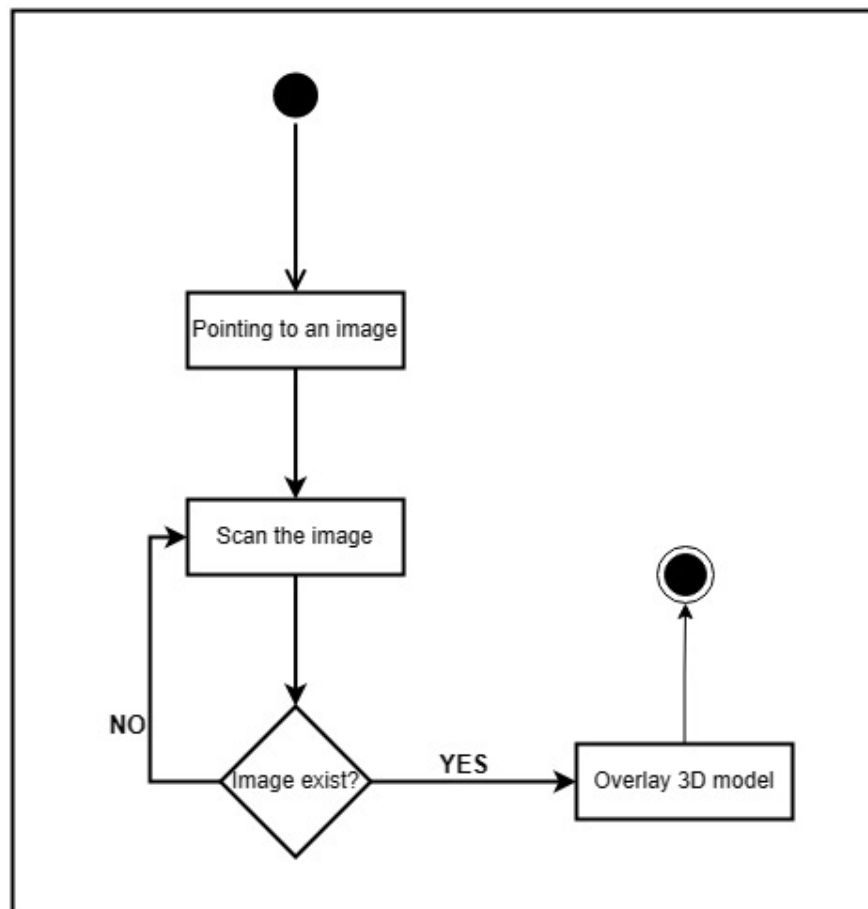 Pointing to an image
Scan the image
NO
Image exist?
YES
Overlay 3D model